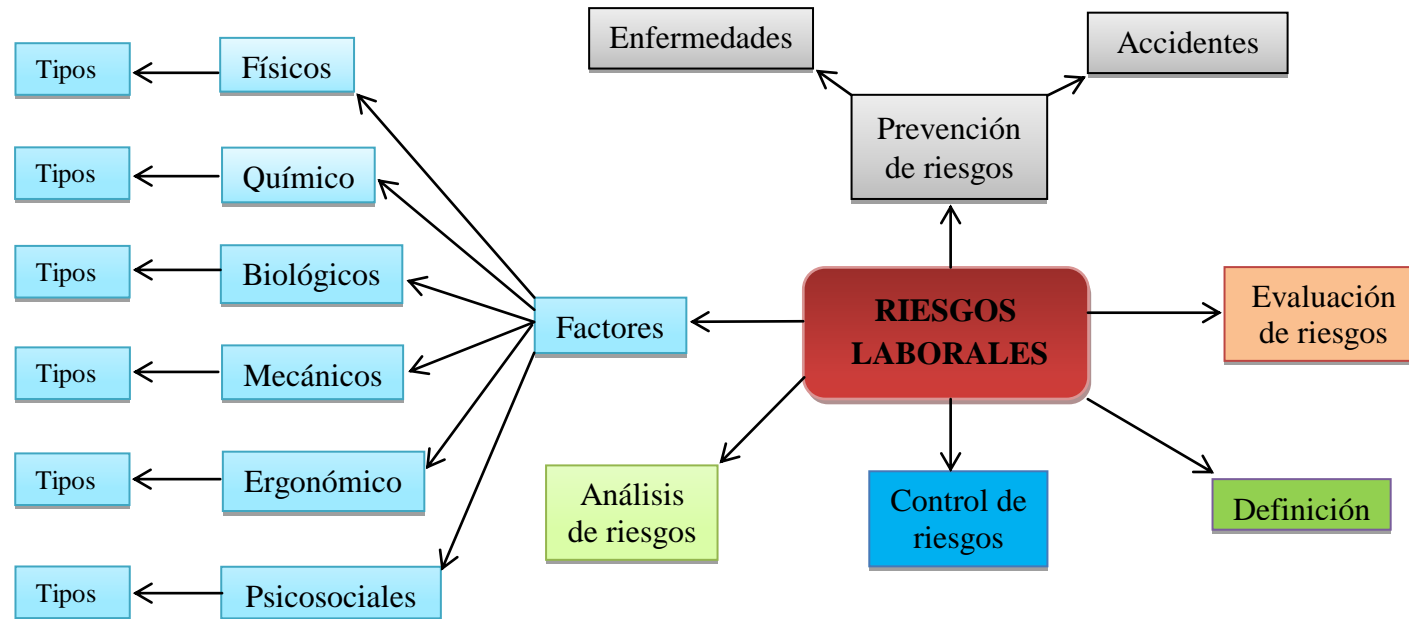 Enfermedades
Accidentes
Tipos
Físicos
Prevención
de riesgos
Tipos
Químico
Tipos
Biológicos
Factores
RIESGOS
LABORALES
Evaluación
de riesgos
Tipos
Mecánicos
Tipos
Ergonómico
Análisis
de riesgos
Control de
riesgos
Definición
Tipos
Psicosociales